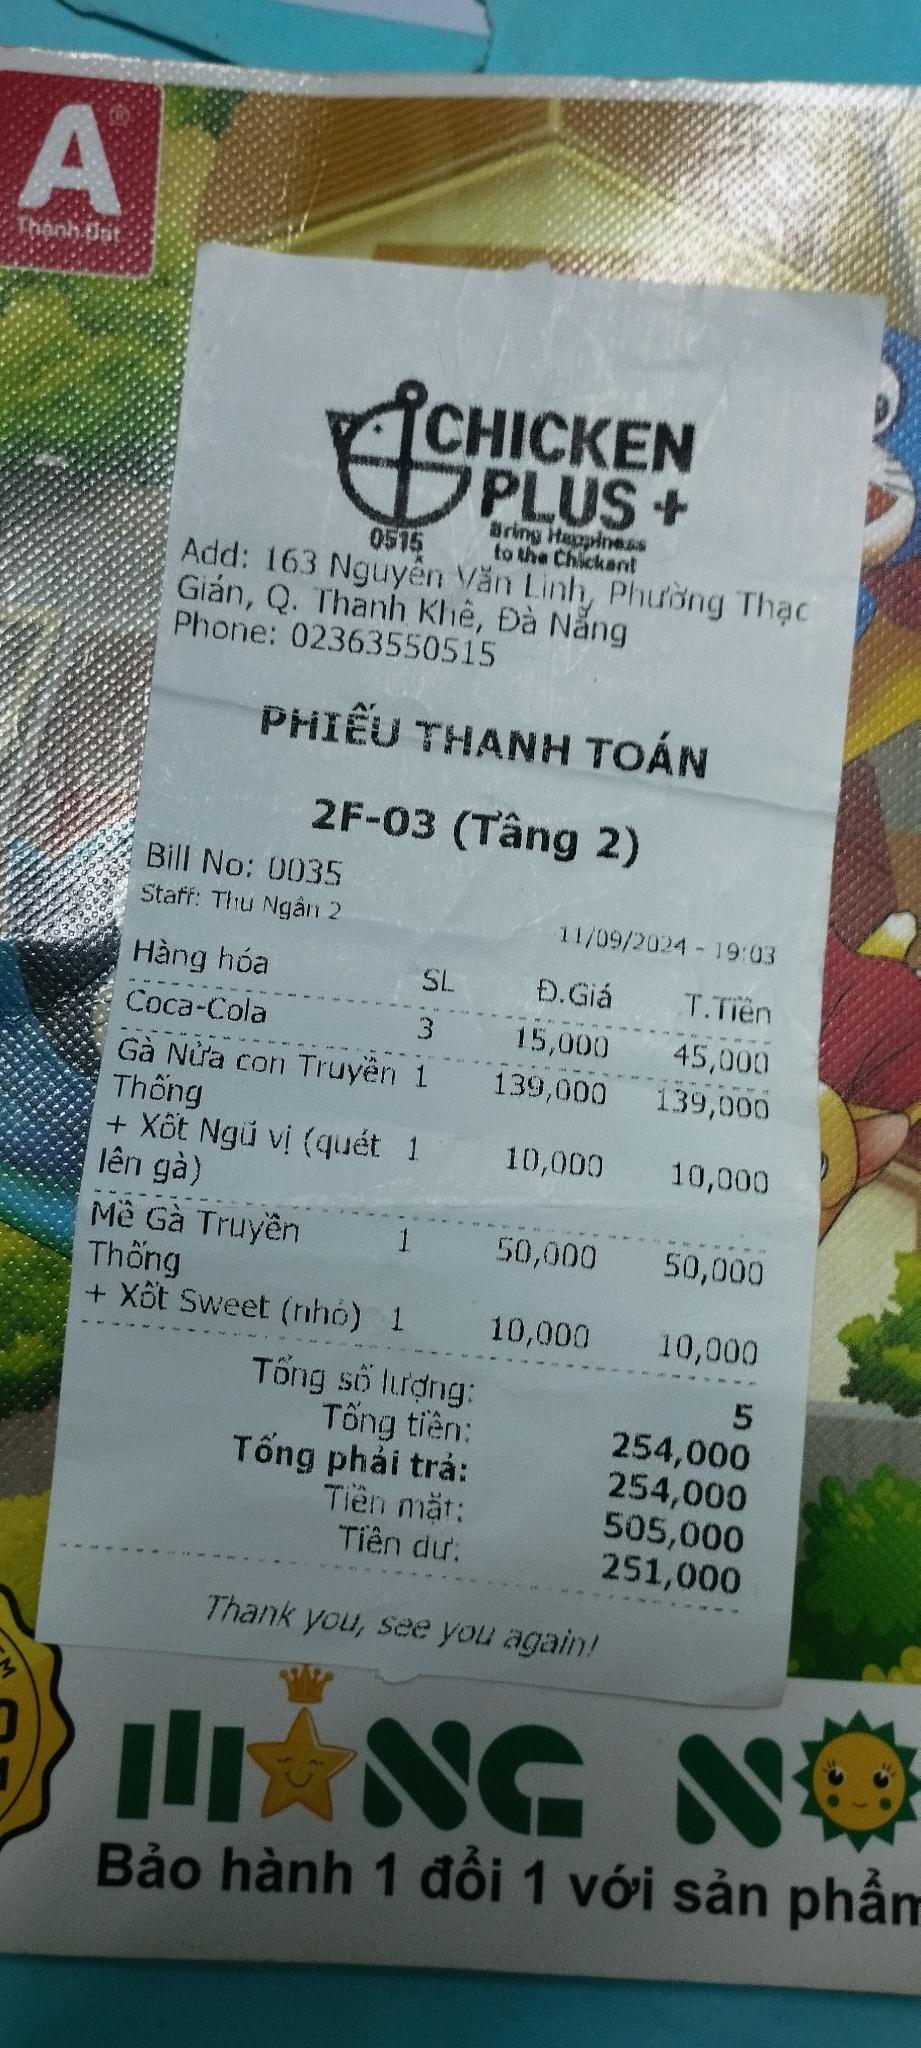 A®
Thành Đạt
CHICKEN
PLUS +
0515
Bring Happiness
to the Chickent
Add: 163 Nguyễn Văn Linh, Phường Thạc
Gián, Q. Thanh Khê, Đà Nẵng
Phone: 02363550515
PHIẾU THANH TOÁN
2F-03 (Tầng 2)
Bill No: 0035
Staff: Thu Ngân 2
11/09/2024 - 19:03
Hàng hóa SL Đ.Giá T.Tiền
Coca-Cola 3 15,000 45,000
Gà Nửa con Truyền 1 139,000 139,000
Thống
+ Xốt Ngũ vị (quét 1 10,000 10,000
lên gà)
Mề Gà Truyền 1 50,000 50,000
Thống
+ Xốt Sweet (nhỏ) 1 10,000 10,000
Tổng số lượng: 5
Tổng tiền: 254,000
Tổng phải trả: 254,000
Tiền mặt: 505,000
Tiền dư: 251,000
Thank you, see you again!
Bảo hành 1 đổi 1 với sản phẩm